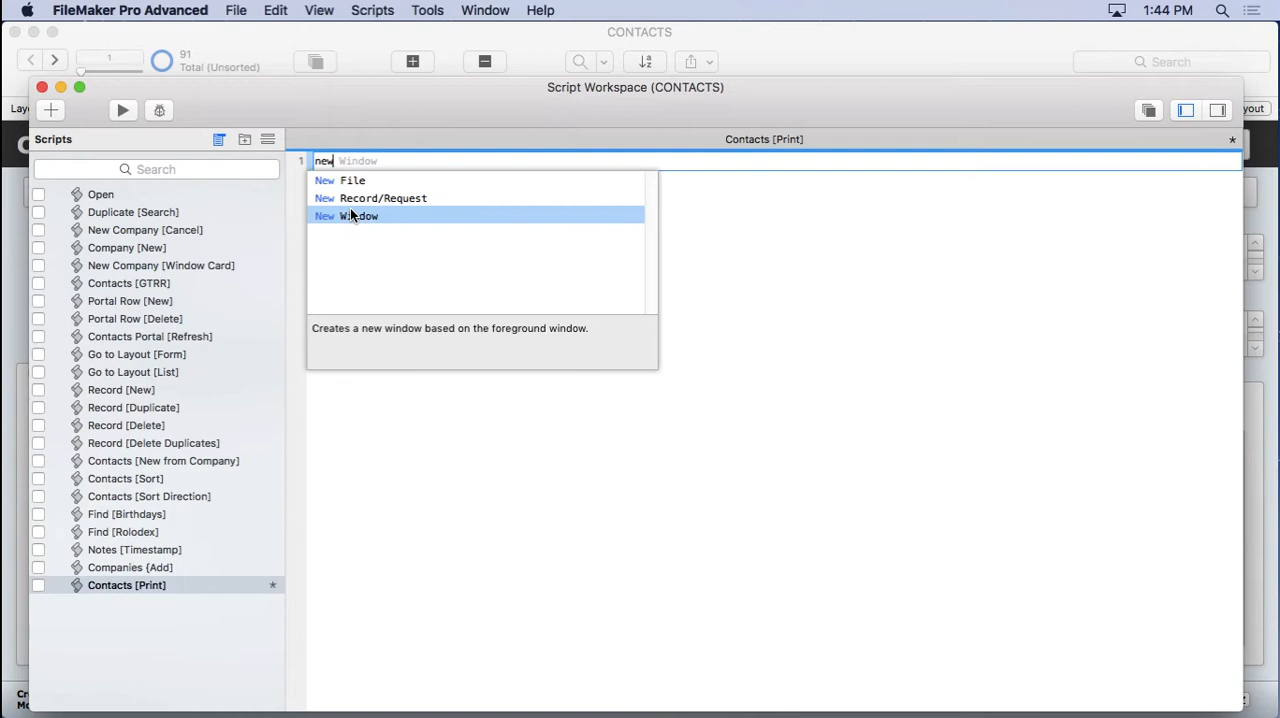 FileMaker Pro Advanced File Edit View Scripts Tools Window Help 1:44 PM
CONTACTS
1
91
Total (Unsorted)
Search
Script Workspace (CONTACTS)
Scripts
Contacts [Print] *
Search
1 new Window
New File
New Record/Request
New Window
Creates a new window based on the foreground window.
Open
Duplicate [Search]
New Company [Cancel]
Company [New]
New Company [Window Card]
Contacts [GTRR]
Portal Row [New]
Portal Row [Delete]
Contacts Portal [Refresh]
Go to Layout [Form]
Go to Layout [List]
Record [New]
Record [Duplicate]
Record [Delete]
Record [Delete Duplicates]
Contacts [New from Company]
Contacts [Sort]
Contacts [Sort Direction]
Find [Birthdays]
Find [Rolodex]
Notes [Timestamp]
Companies {Add]
Contacts [Print] *